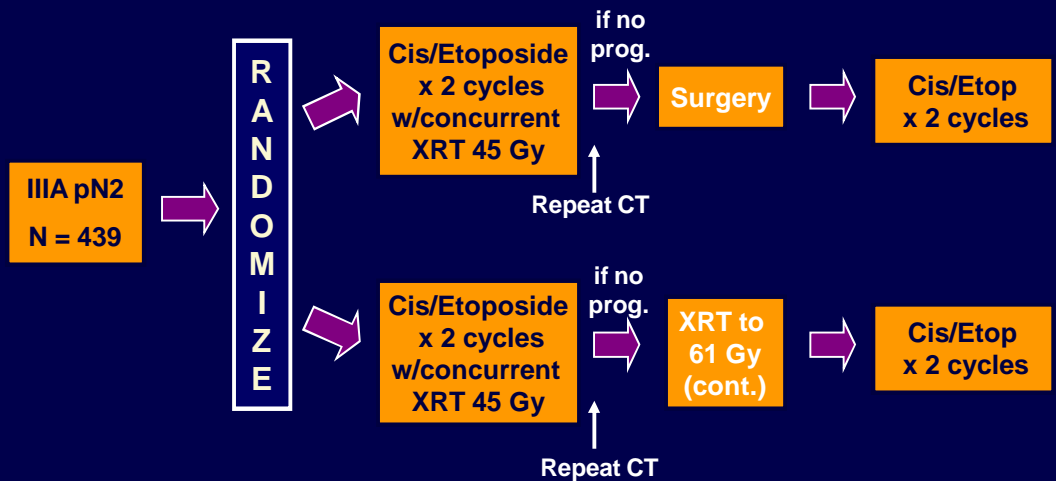 IIIA pN2
N = 439
RANDOMIZE
Cis/Etoposide
x 2 cycles
w/concurrent
XRT 45 Gy
if no
prog.
Repeat CT
Surgery
Cis/Etop
x 2 cycles
Cis/Etoposide
x 2 cycles
w/concurrent
XRT 45 Gy
if no
prog.
Repeat CT
XRT to
61 Gy
(cont.)
Cis/Etop
x 2 cycles